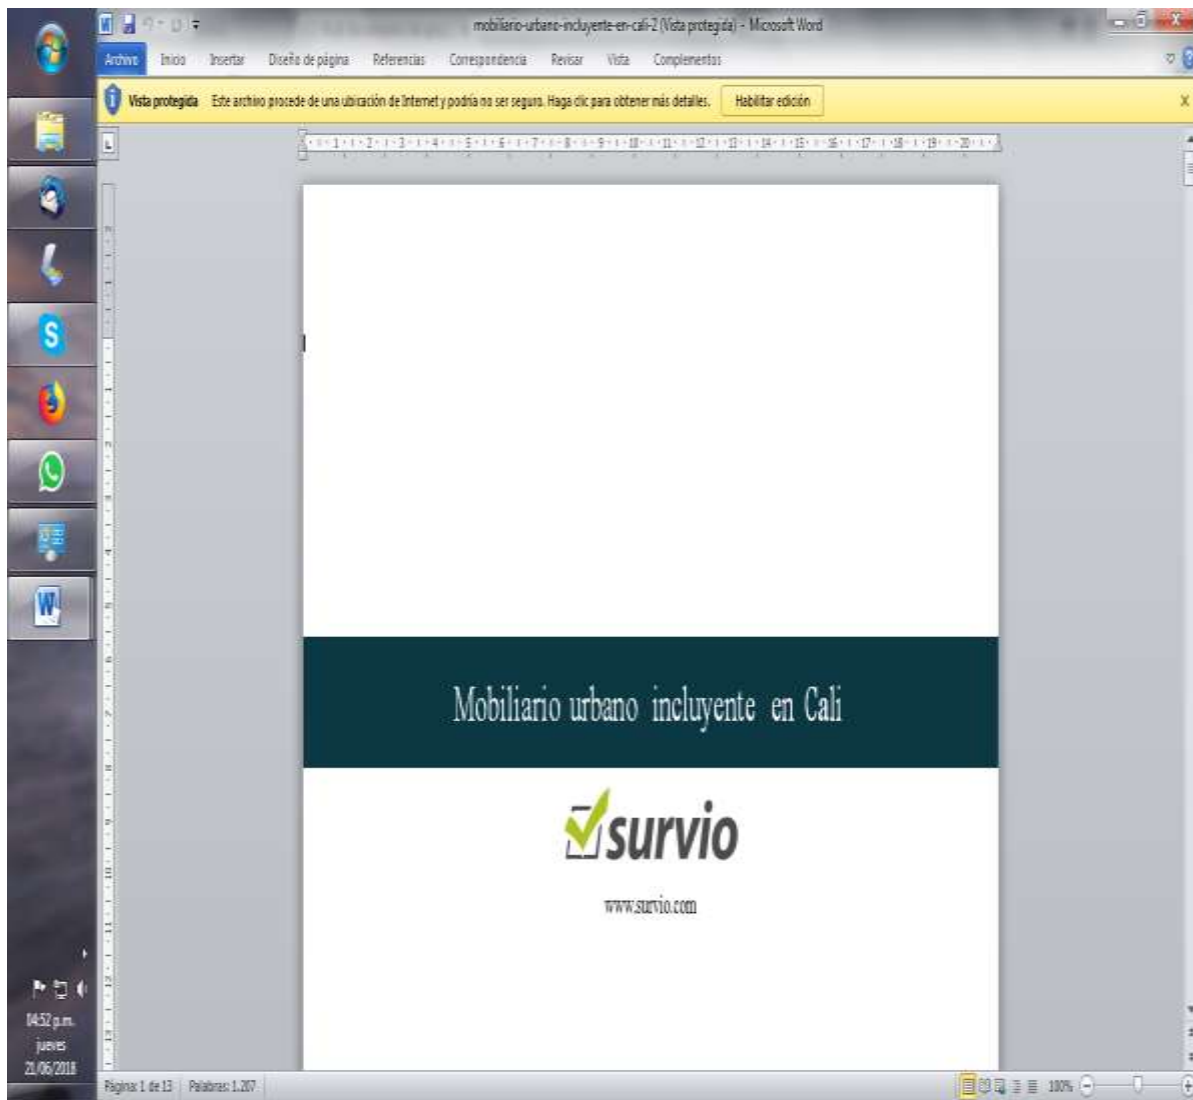 mobiliario-urbano-incluyente-en-cali-2 (Vista protegida) - Microsoft Word
Archivo Inicio Insertar Diseño de página Referencias Correspondencia Revisar Vista Complementos
Vista protegida Este archivo procede de una ubicación de Internet y podría no ser seguro. Haga clic para obtener más detalles. Habilitar edición
Mobiliario urbano incluyente en Cali
survio
www.survio.com
04:52 p.m.
jueves
21/06/2018
Página: 1 de 13 Palabras: 1.207 100%